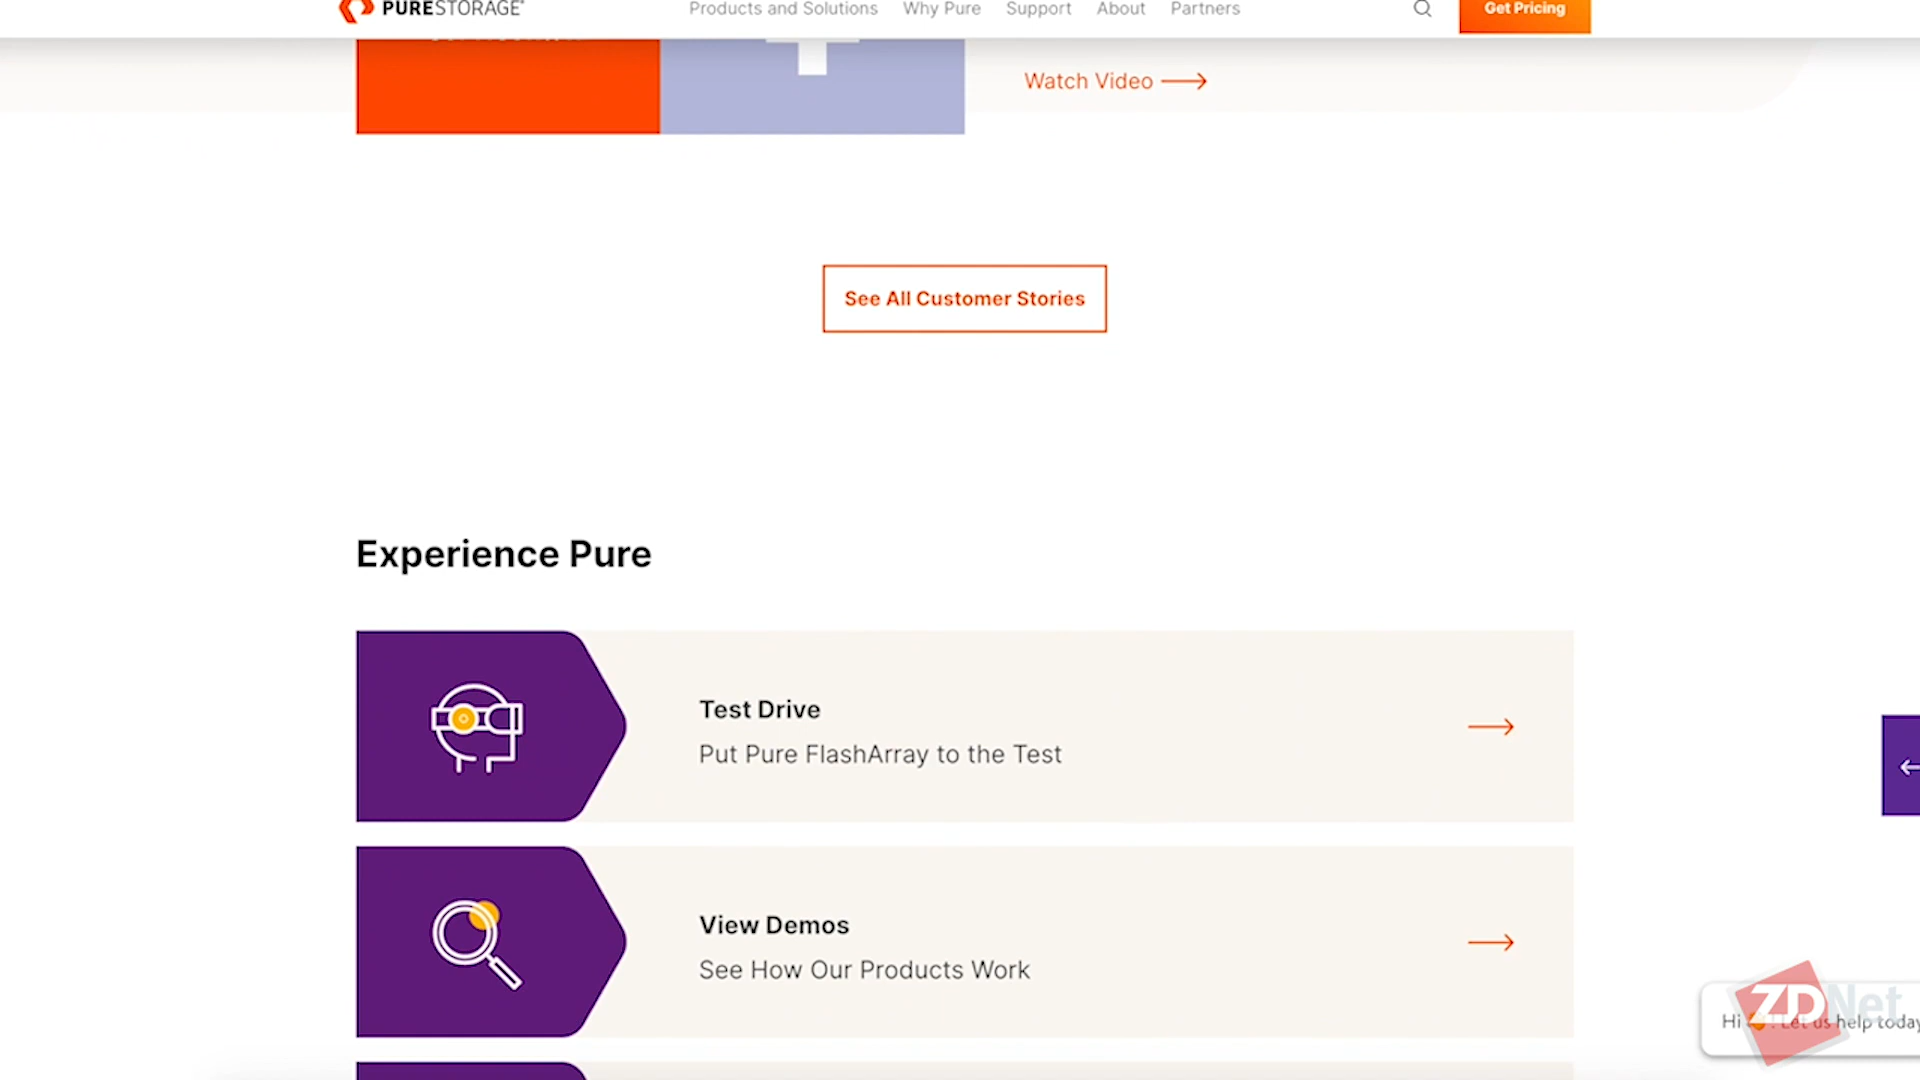 PURESTORAGE®
Products and Solutions Why Pure Support About Partners
Get Pricing
Watch Video
See All Customer Stories
Experience Pure
Test Drive
Put Pure FlashArray to the Test
View Demos
See How Our Products Work
ZDNet
Hi ! Let us help today